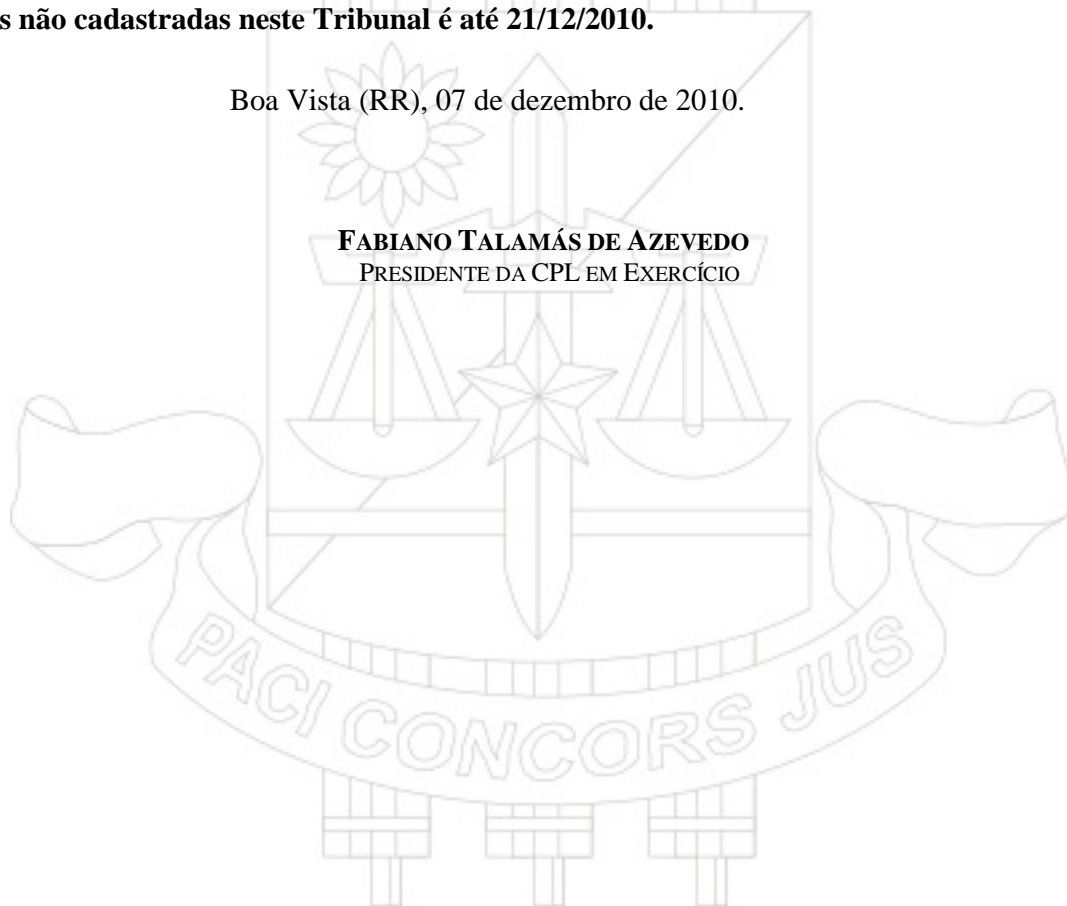 s não cadastradas neste Tribunal é até 21/12/2010.
Boa Vista (RR), 07 de dezembro de 2010.
FABIANO TALAMÁS DE AZEVEDO
PRESIDENTE DA CPL EM EXERCÍCIO
PACI CONCORS JUS